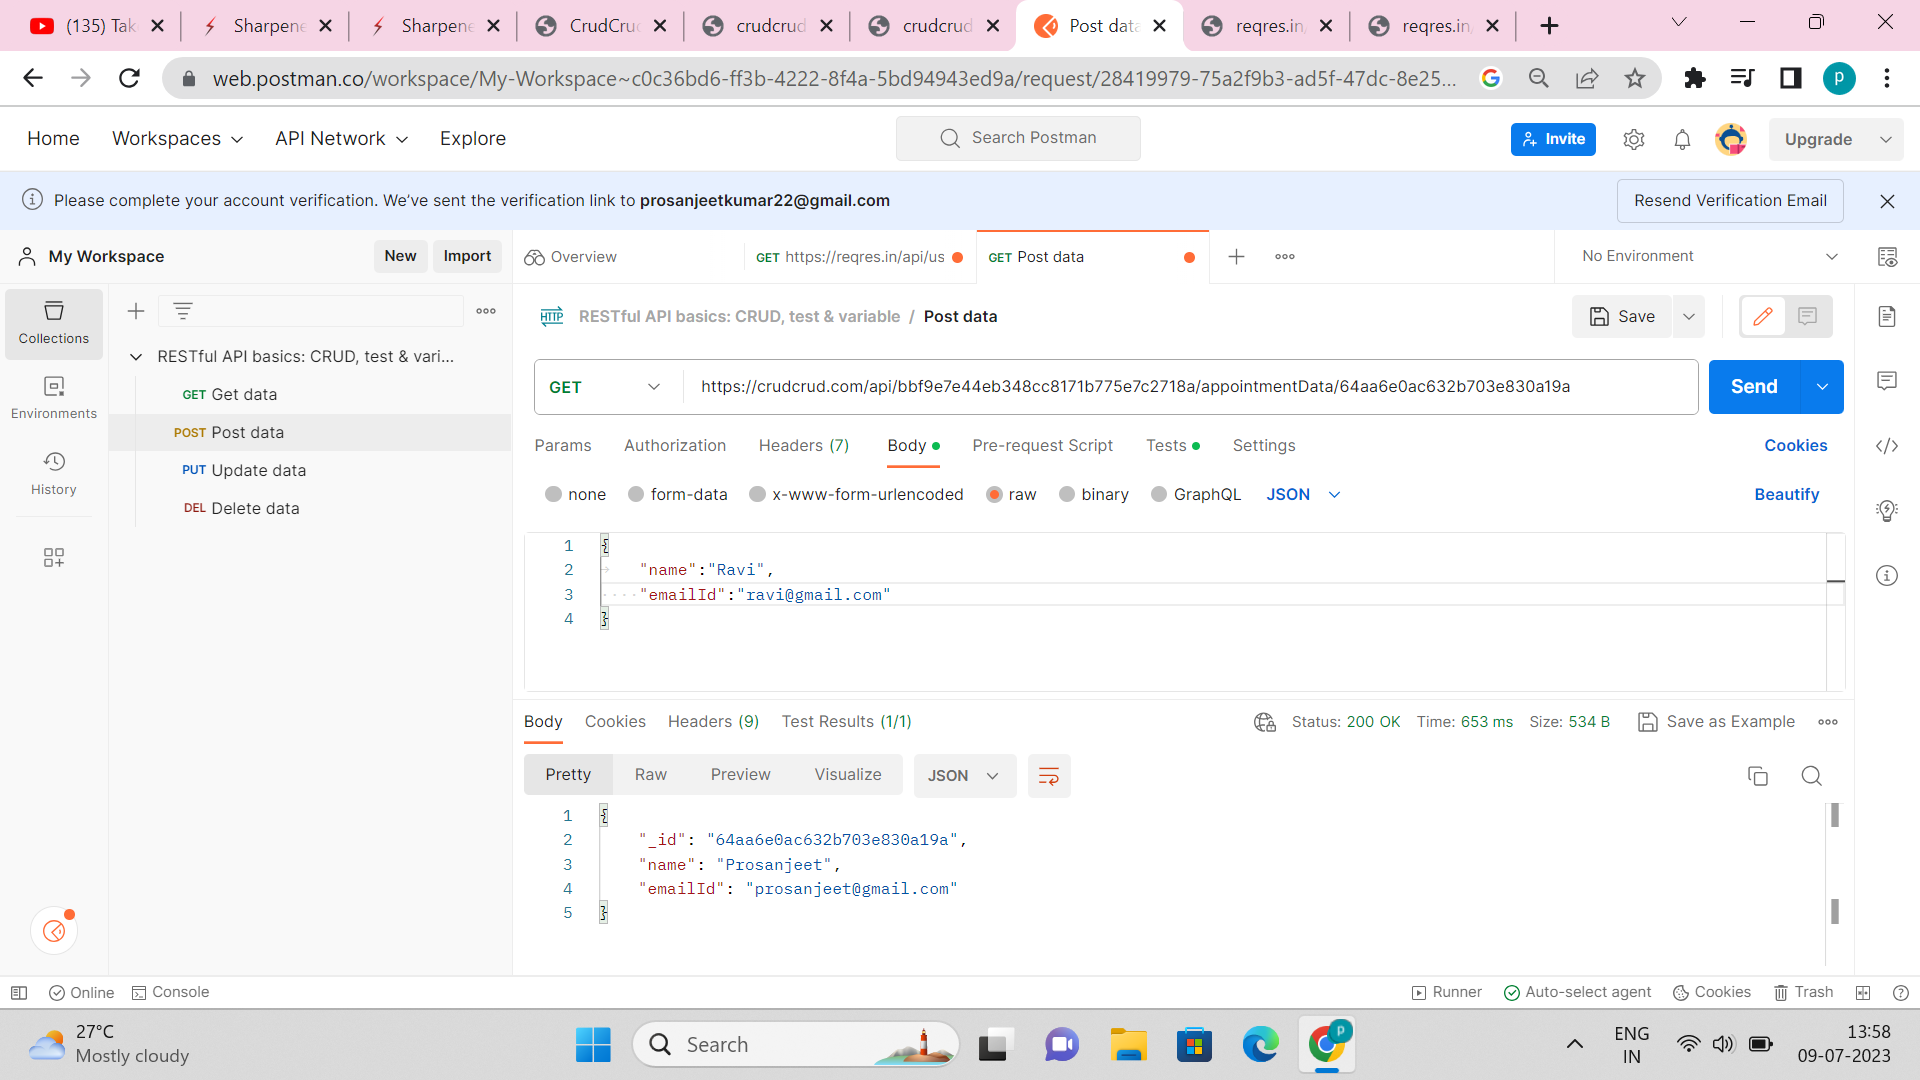 (135) Tak
Sharpene
Sharpene
CrudCru
crudcrud
crudcrud
Post data
reqres.in/
reqres.in/
web.postman.co/workspace/My-Workspace~c0c36bd6-ff3b-4222-8f4a-5bd94943ed9a/request/28419979-75a2f9b3-ad5f-47dc-8e25...
P
Home Workspaces API Network Explore
Search Postman
Invite
Upgrade
Please complete your account verification. We've sent the verification link to prosanjeetkumar22@gmail.com
Resend Verification Email
My Workspace
New Import
Overview
GET https://reqres.in/api/us
GET Post data
No Environment
Collections
Environments
History
RESTful API basics: CRUD, test & vari...
GET Get data
POST Post data
PUT Update data
DEL Delete data
HTTP RESTful API basics: CRUD, test & variable / Post data
Save
GET https://crudcrud.com/api/bbf9e7e44eb348cc8171b775e7c2718a/appointmentData/64aa6e0ac632b703e830a19a
Send
Params Authorization Headers (7) Body Pre-request Script Tests Settings Cookies
none form-data x-www-form-urlencoded raw binary GraphQL JSON Beautify
1 {
2 "name":"Ravi",
3 "emailId":"ravi@gmail.com"
4 }
Body Cookies Headers (9) Test Results (1/1) Status: 200 OK Time: 653 ms Size: 534 B Save as Example
Pretty Raw Preview Visualize JSON
1 {
2 "_id": "64aa6e0ac632b703e830a19a",
3 "name": "Prosanjeet",
4 "emailId": "prosanjeet@gmail.com"
5 }
Online Console Runner Auto-select agent Cookies Trash
27°C
Mostly cloudy
Search
P
ENG
IN
13:58
09-07-2023